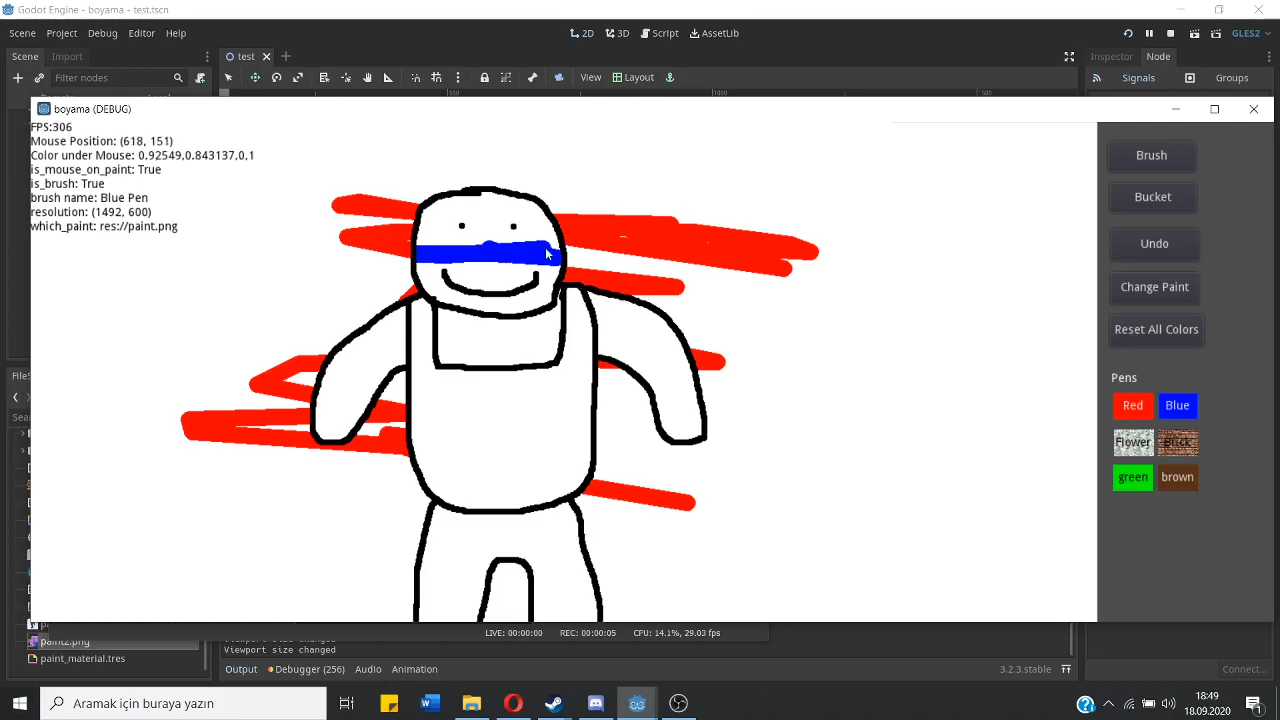 Godot Engine - boyama - test.tscn
Scene Project Debug Editor Help
2D 3D Script AssetLib
GLES2
Scene Import
test
Inspector Node
Filter nodes
View Layout
Signals Groups
500 1000
boyama (DEBUG)
FPS:306
Mouse Position: (618, 151)
Color under Mouse: 0.92549,0.843137,0,1
is_mouse_on_paint: True
is_brush: True
brush name: Blue Pen
resolution: (1492, 600)
which_paint: res://paint.png
Brush
Bucket
Undo
Change Paint
Reset All Colors
Pens
Red Blue
Flower
green brown
LIVE: 00:00:00 REC: 00:00:05 CPU: 14.1%, 29.03 fps
paint2.png
Viewport size changed
paint_material.tres
Output Debugger (256) Audio Animation
3.2.3.stable
Connect...
Aramak için buraya yazın
18:49
18.09.2020